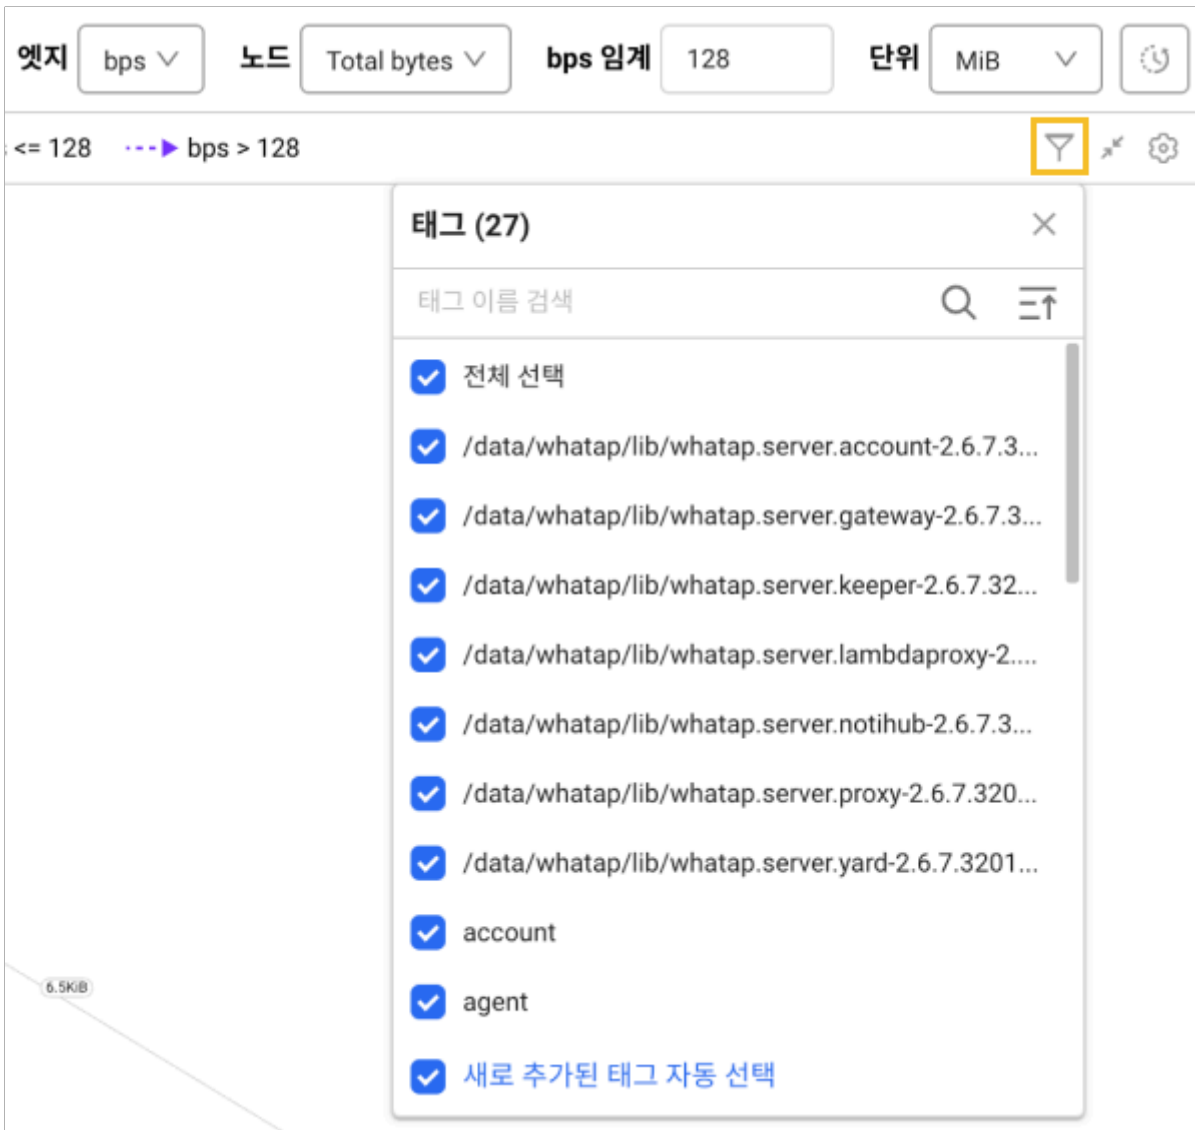 엣지 bps 노드 Total bytes bps 임계 128 단위 MiB
<= 128 bps > 128
태그 (27)
태그 이름 검색
전체 선택
/data/whatap/lib/whatap.server.account-2.6.7.3...
/data/whatap/lib/whatap.server.gateway-2.6.7.3...
/data/whatap/lib/whatap.server.keeper-2.6.7.32...
/data/whatap/lib/whatap.server.lambdaproxy-2....
/data/whatap/lib/whatap.server.notihub-2.6.7.3...
/data/whatap/lib/whatap.server.proxy-2.6.7.320...
/data/whatap/lib/whatap.server.yard-2.6.7.3201...
account
6.5KiB
agent
새로 추가된 태그 자동 선택